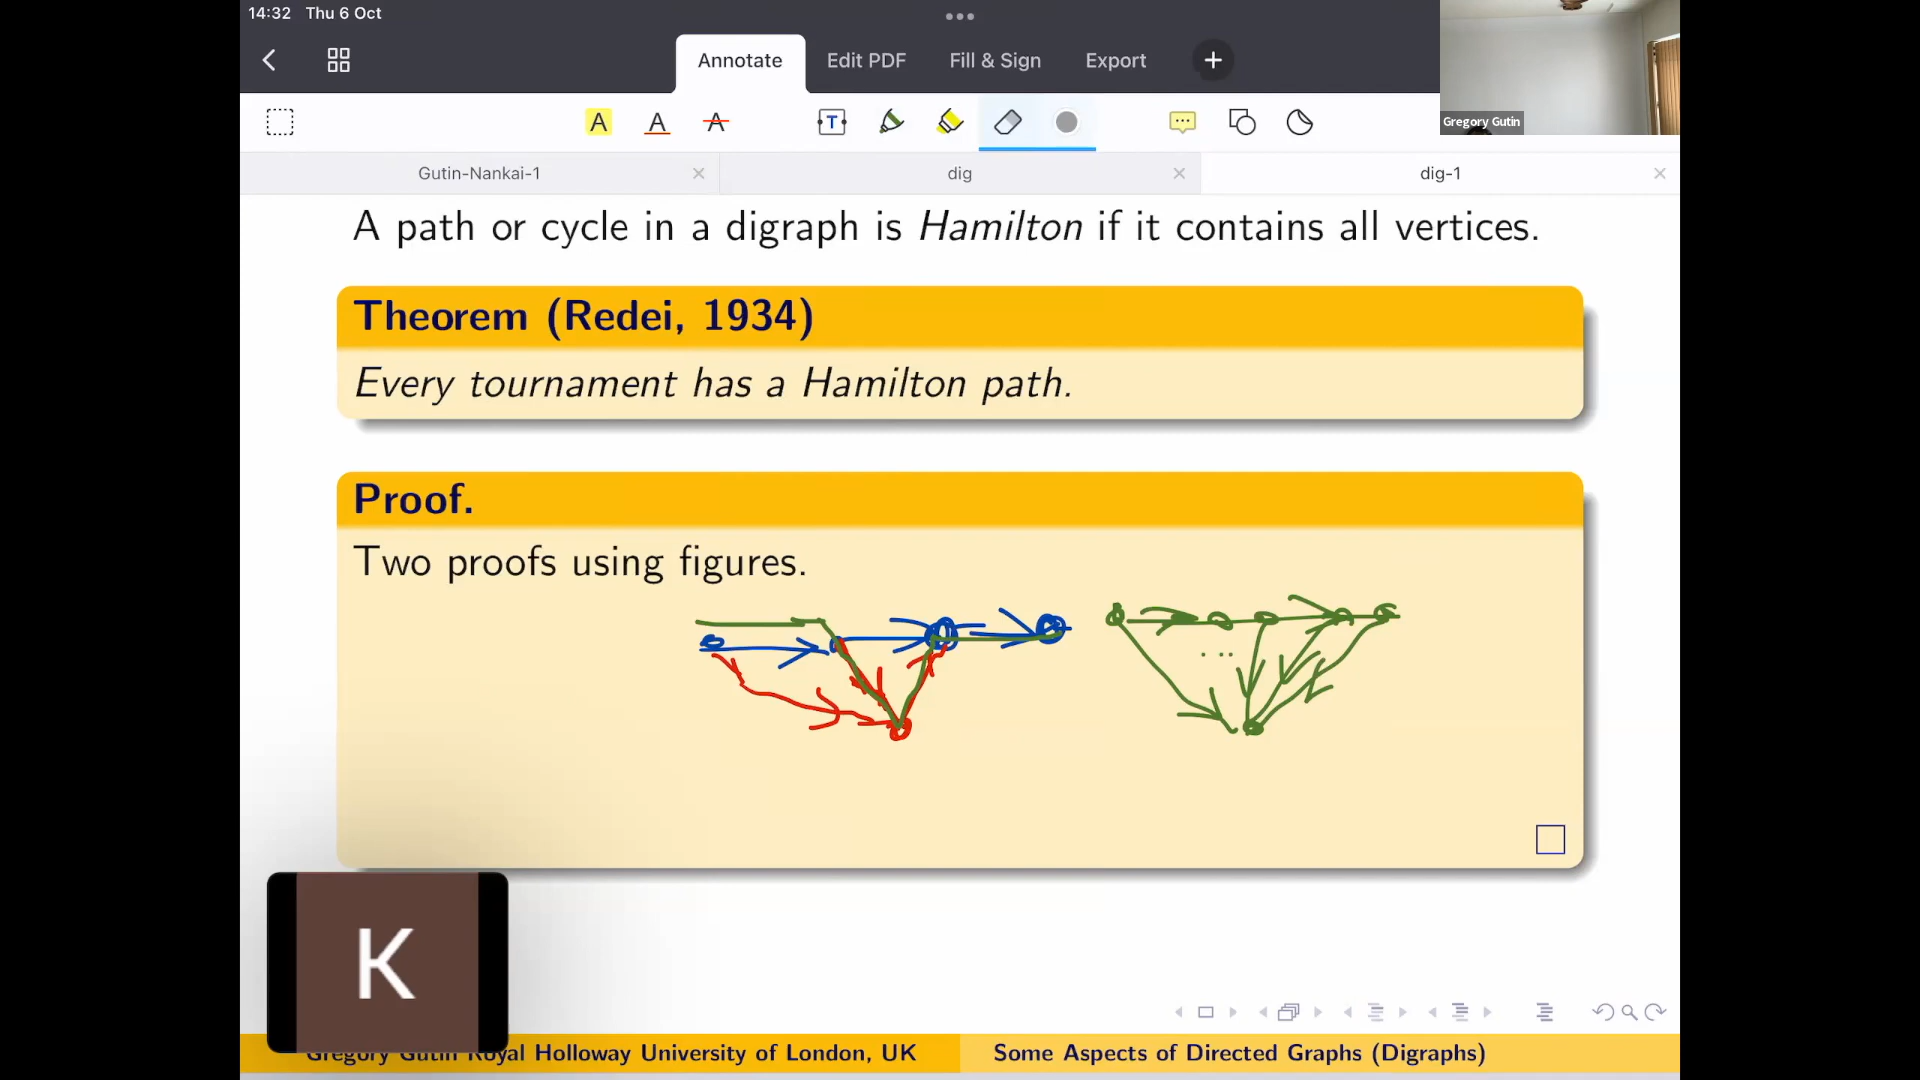 14:32 Thu 6 Oct
Annotate Edit PDF Fill & Sign Export
A A A T
Gregory Gutin
Gutin-Nankai-1 dig dig-1
A path or cycle in a digraph is Hamilton if it contains all vertices.
Theorem (Redei, 1934)
Every tournament has a Hamilton path.
Proof.
Two proofs using figures.
K
Gregory Gutin Royal Holloway University of London, UK
Some Aspects of Directed Graphs (Digraphs)